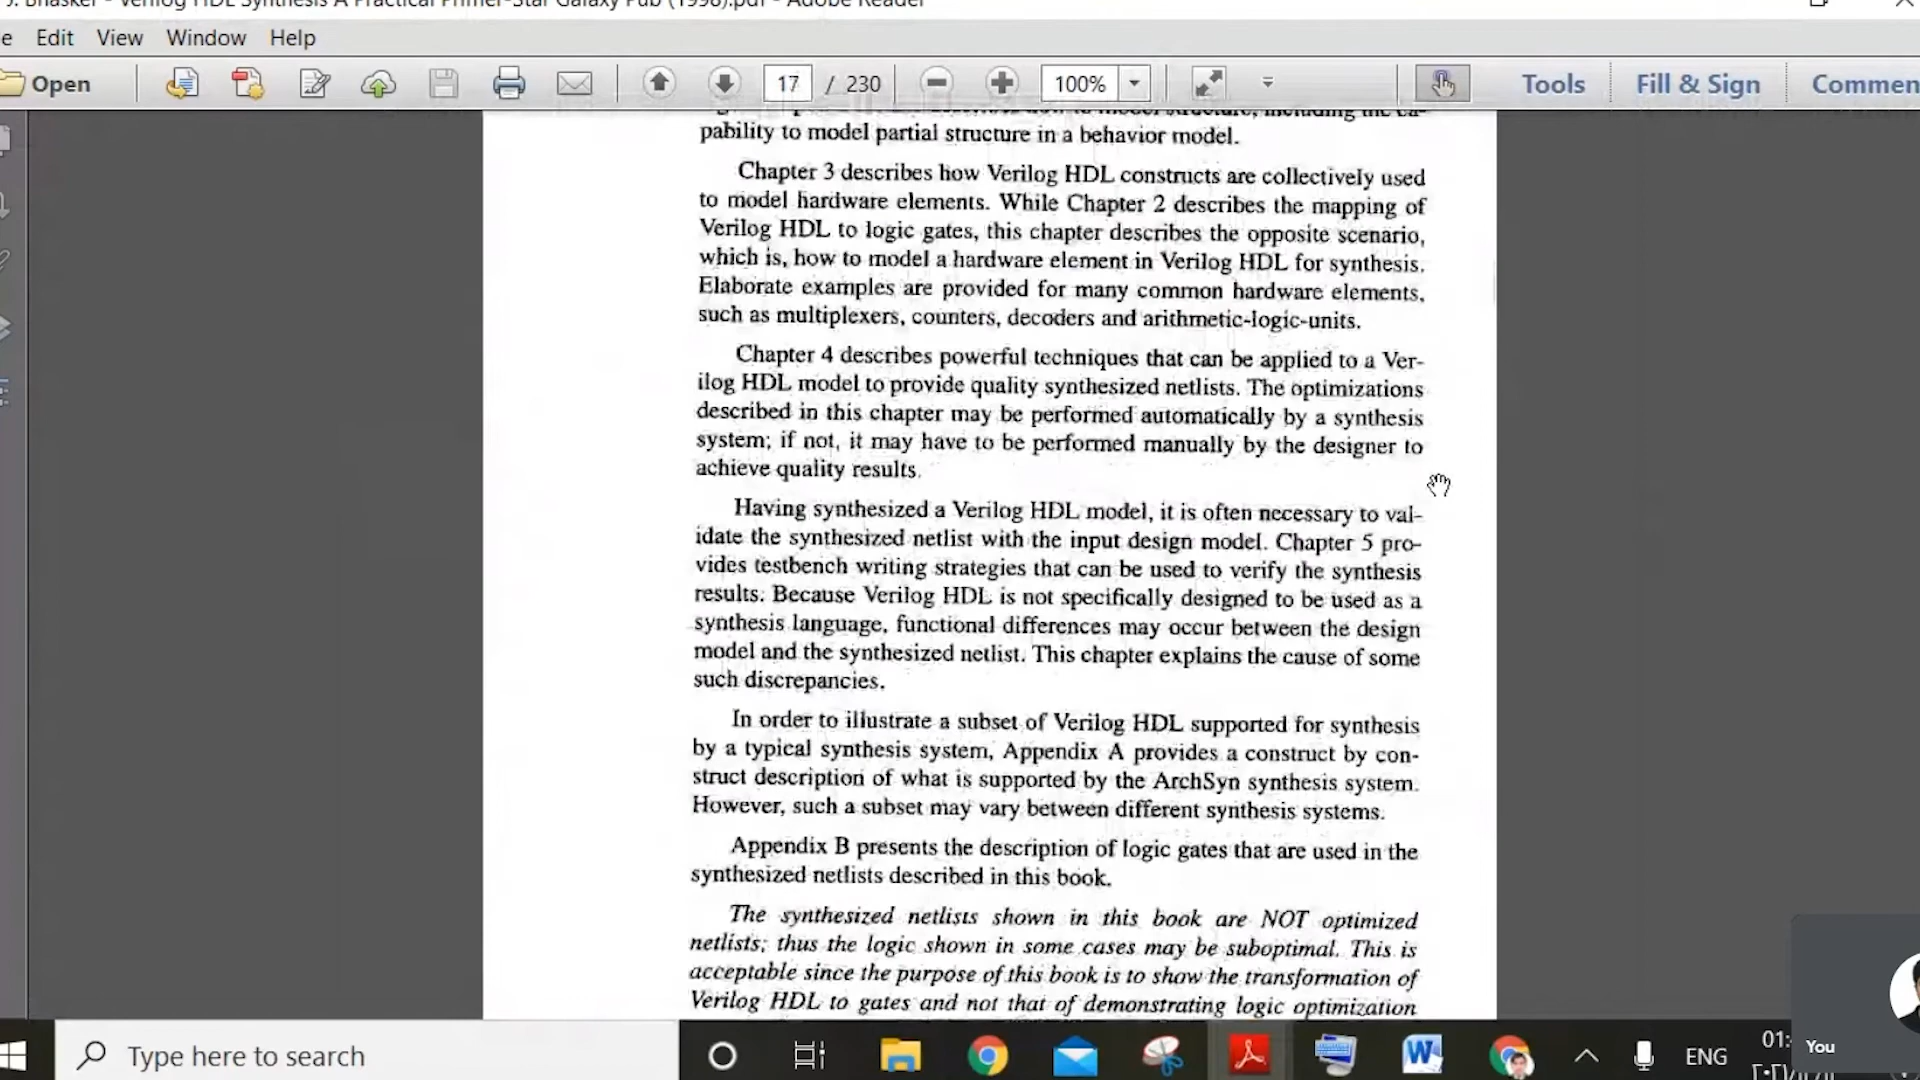 J. Bhasker - Verilog HDL Synthesis A Practical Primer-Star Galaxy Pub (1998).pdf - Adobe Reader
e Edit View Window Help
Open 17 / 230 100% Tools Fill & Sign Commen
pability to model partial structure in a behavior model.
Chapter 3 describes how Verilog HDL constructs are collectively used
to model hardware elements. While Chapter 2 describes the mapping of
Verilog HDL to logic gates, this chapter describes the opposite scenario,
which is, how to model a hardware element in Verilog HDL for synthesis.
Elaborate examples are provided for many common hardware elements,
such as multiplexers, counters, decoders and arithmetic-logic-units.
Chapter 4 describes powerful techniques that can be applied to a Ver-
ilog HDL model to provide quality synthesized netlists. The optimizations
described in this chapter may be performed automatically by a synthesis
system; if not, it may have to be performed manually by the designer to
achieve quality results.
Having synthesized a Verilog HDL model, it is often necessary to val-
idate the synthesized netlist with the input design model. Chapter 5 pro-
vides testbench writing strategies that can be used to verify the synthesis
results. Because Verilog HDL is not specifically designed to be used as a
synthesis language, functional differences may occur between the design
model and the synthesized netlist. This chapter explains the cause of some
such discrepancies.
In order to illustrate a subset of Verilog HDL supported for synthesis
by a typical synthesis system, Appendix A provides a construct by con-
struct description of what is supported by the ArchSyn synthesis system.
However, such a subset may vary between different synthesis systems.
Appendix B presents the description of logic gates that are used in the
synthesized netlists described in this book.
The synthesized netlists shown in this book are NOT optimized
netlists; thus the logic shown in some cases may be suboptimal. This is
acceptable since the purpose of this book is to show the transformation of
Verilog HDL to gates and not that of demonstrating logic optimization
Type here to search ENG 01: You